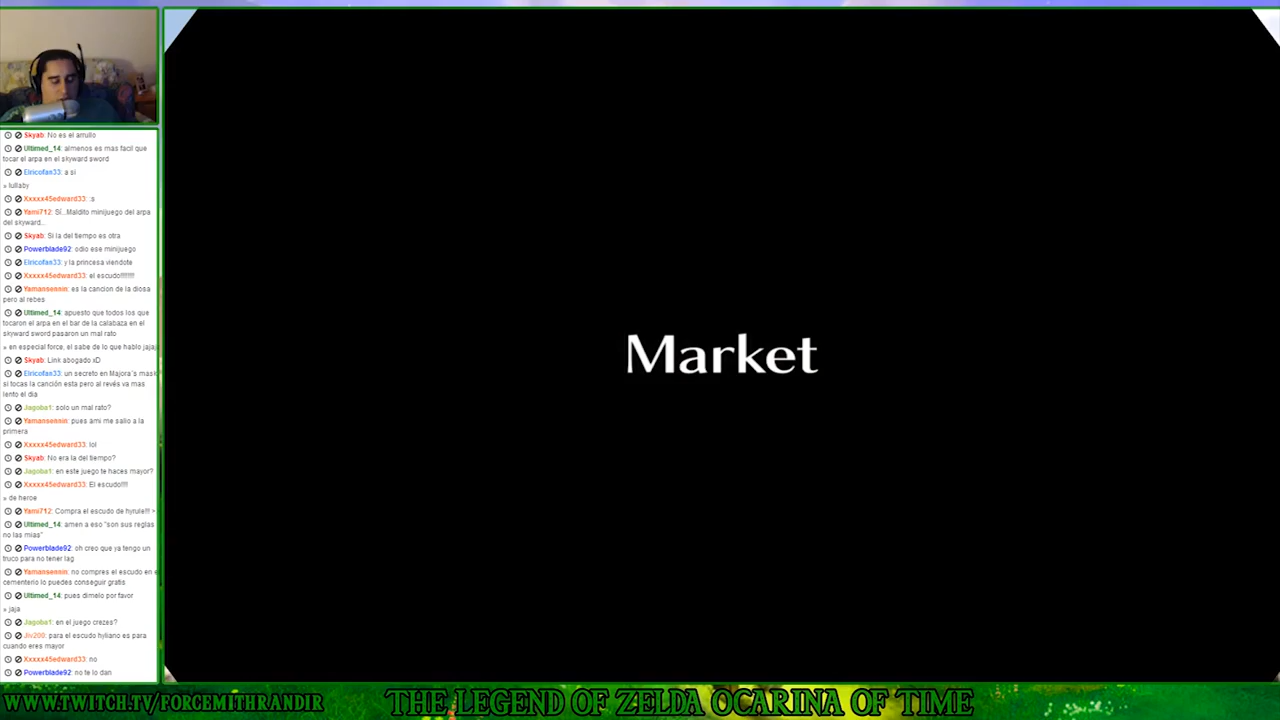 Skyab: No es el arrullo
Ultimed_14: almenos es mas facil que
tocar el arpa en el skyward sword
Elricofan33: a si
» lullaby
Xxxxx45edward33: :s
Yami712: Sí...Maldito minijuego del arpa
del skyward...
Skyab: Si la del tiempo es otra
Powerblade92: odio ese minijuego
Elricofan33: y la princesa viendote
Xxxxx45edward33: el escudo!!!!!!!!
Yamansennin: es la cancion de la diosa
pero al rebes
Ultimed_14: apuesto que todos los que
tocaron el arpa en el bar de la calabaza en el
skyward sword pasaron un mal rato
» en especial force, el sabe de lo que hablo jajaj
Skyab: Link abogado xD
Elricofan33: un secreto en Majora´s mask
si tocas la canción esta pero al revés va mas
lento el dia
Jagoba1: solo un mal rato?
Yamansennin: pues ami me salio a la
primera
Xxxxx45edward33: lol
Skyab: No era la del tiempo?
Jagoba1: en este juego te haces mayor?
Xxxxx45edward33: El escudo!!!!
» de heroe
Yami712: Compra el escudo de hyrule!!! >
Ultimed_14: amen a eso "son sus reglas
no las mias"
Powerblade92: oh creo que ya tengo un
truco para no tener lag
Yamansennin: no compres el escudo en e
cementerio lo puedes conseguir gratis
Ultimed_14: pues dimelo por favor
» jaja
Jagoba1: en el juego crezes?
Jiv200: para el escudo hyliano es para
cuando eres mayor
Xxxxx45edward33: no
Powerblade92: no te lo dan
Market
WWW.TWITCH.TV/FORCEMITHRANDIR
THE LEGEND OF ZELDA OCARINA OF TIME